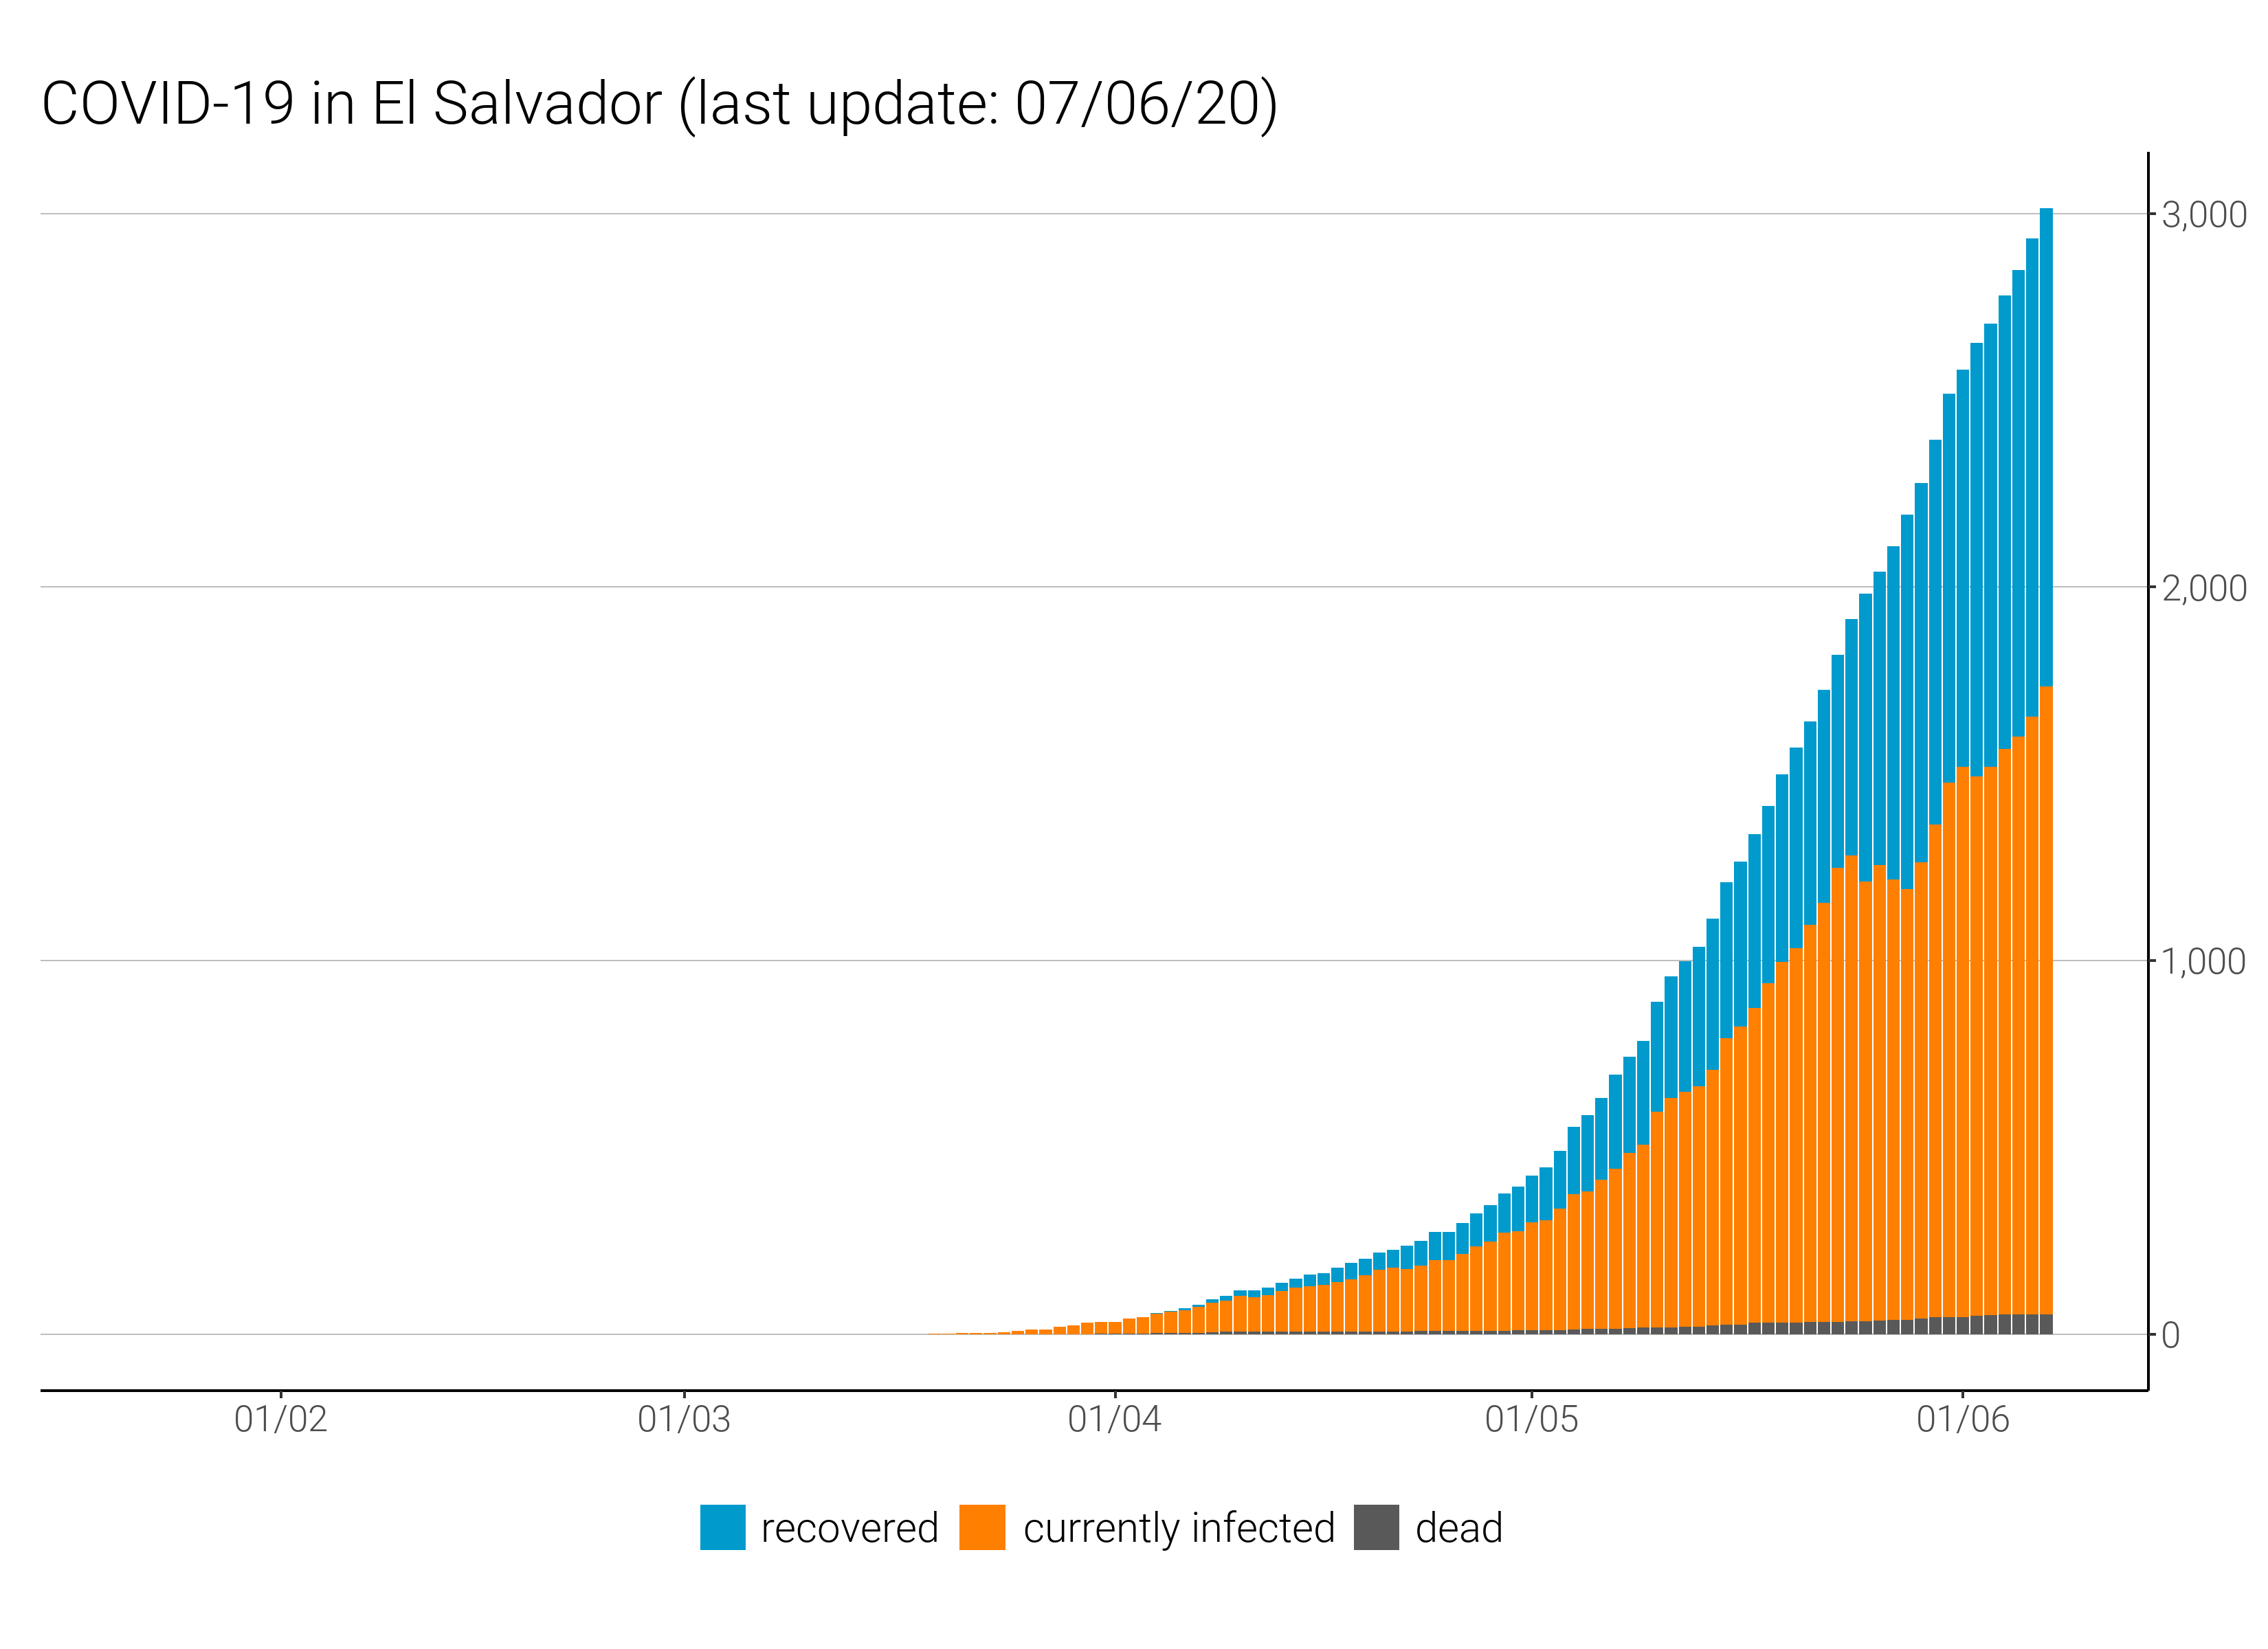 COVID-19 in El Salvador (last update: 07/06/20)
3,000
2,000
1,000
0
01/02 01/03 01/04 01/05 01/06
recovered currently infected dead